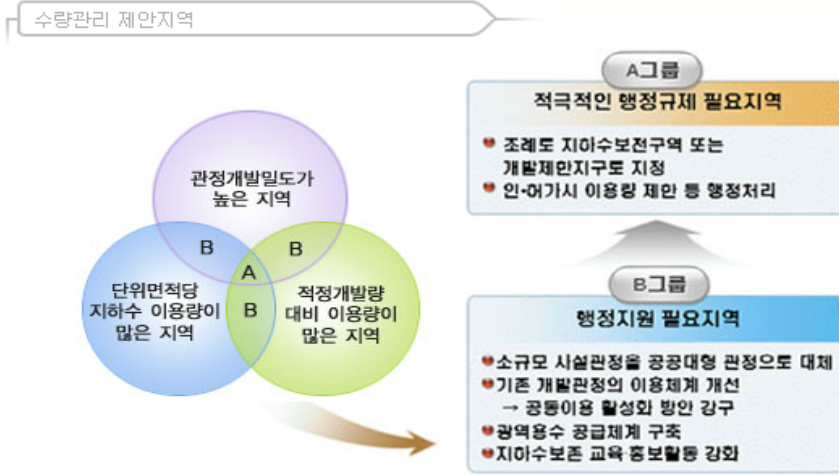 수량관리 제안지역
관정개발밀도가
높은 지역
B
B
A
B
단위면적당
지하수 이용량이
많은 지역
적정개발량
대비 이용량이
많은 지역
A그룹
적극적인 행정규제 필요지역
조례로 지하수보전구역 또는
개발제한지구로 지정
인·허가시 이용량 제안 등 행정처리
B그룹
행정지원 필요지역
소규모 시설관정을 공공대형 관정으로 대체
기존 개발관정의 이용체계 개선
→ 공동이용 활성화 방안 강구
광역용수 공급체계 구축
지하수보존 교육·홍보활동 강화